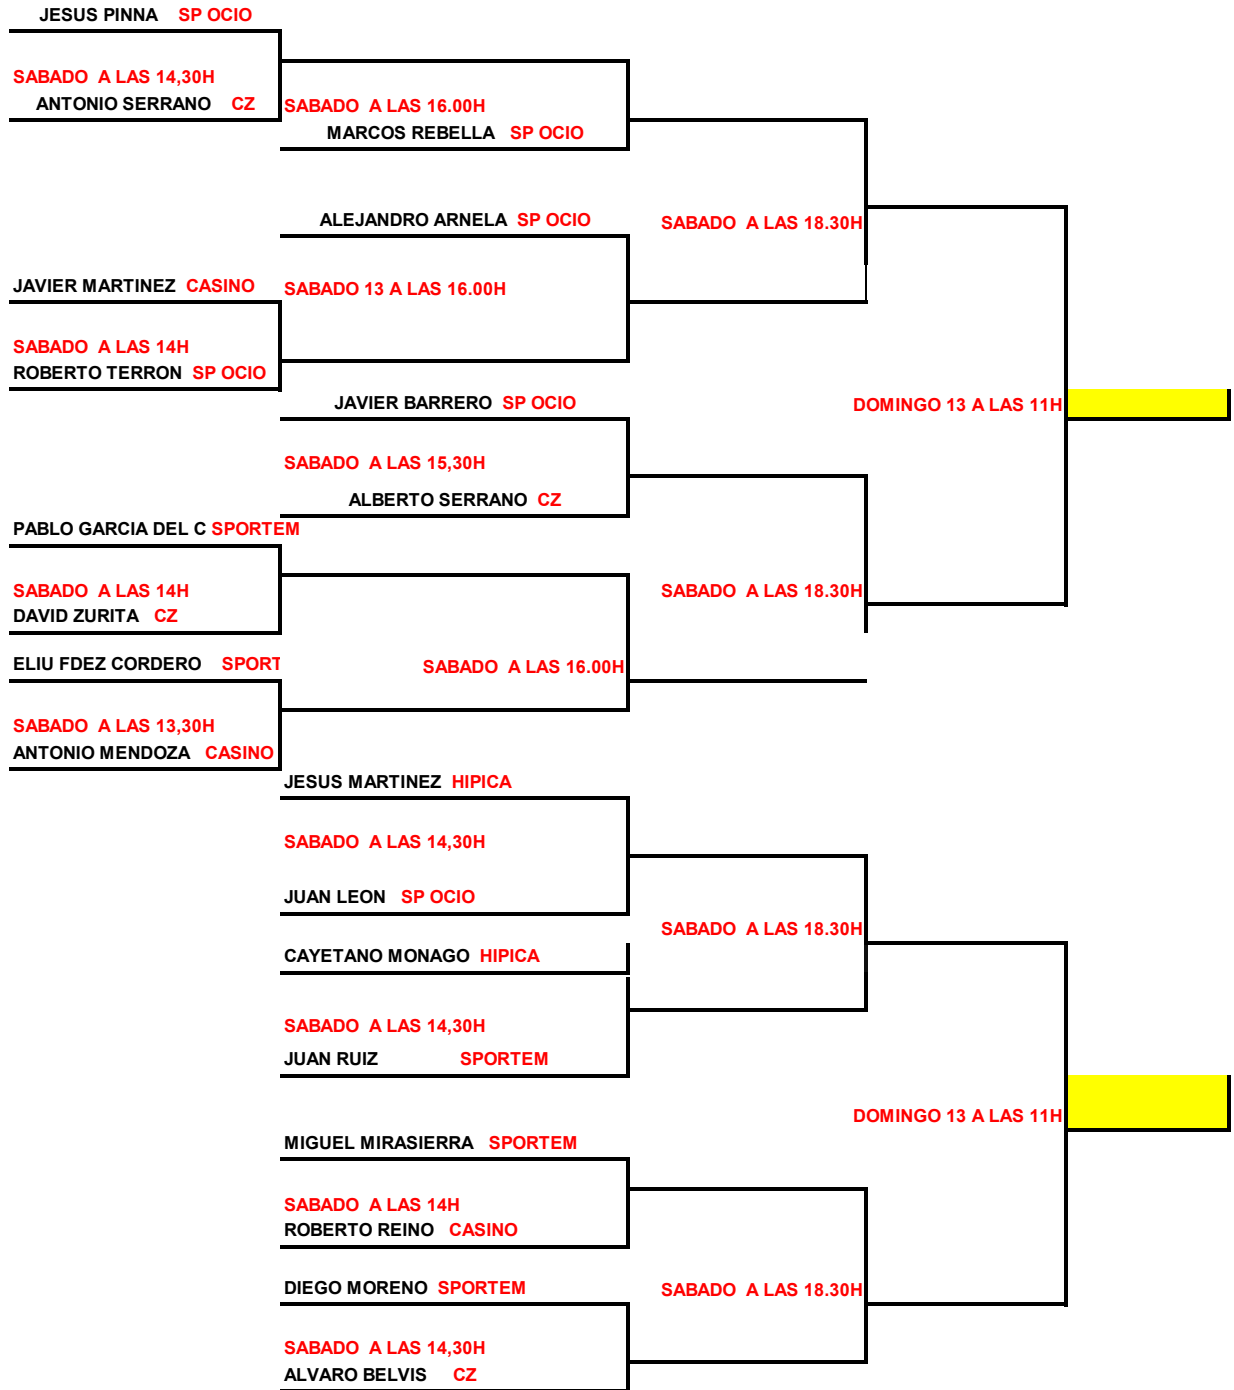 JESUS PINNA SP OCIO
SABADO A LAS 14,30H
ANTONIO SERRANO CZ
SABADO A LAS 16.00H
MARCOS REBELLA SP OCIO
ALEJANDRO ARNELA SP OCIO
SABADO A LAS 18.30H
JAVIER MARTINEZ CASINO
SABADO 13 A LAS 16.00H
SABADO A LAS 14H
ROBERTO TERRON SP OCIO
JAVIER BARRERO SP OCIO
DOMINGO 13 A LAS 11H
SABADO A LAS 15,30H
ALBERTO SERRANO CZ
PABLO GARCIA DEL C SPORTEM
SABADO A LAS 14H
SABADO A LAS 18.30H
DAVID ZURITA CZ
ELIU FDEZ CORDERO SPORT
SABADO A LAS 16.00H
SABADO A LAS 13,30H
ANTONIO MENDOZA CASINO
JESUS MARTINEZ HIPICA
SABADO A LAS 14,30H
JUAN LEON SP OCIO
SABADO A LAS 18.30H
CAYETANO MONAGO HIPICA
SABADO A LAS 14,30H
JUAN RUIZ SPORTEM
DOMINGO 13 A LAS 11H
MIGUEL MIRASIERRA SPORTEM
SABADO A LAS 14H
ROBERTO REINO CASINO
DIEGO MORENO SPORTEM
SABADO A LAS 18.30H
SABADO A LAS 14,30H
ALVARO BELVIS CZ